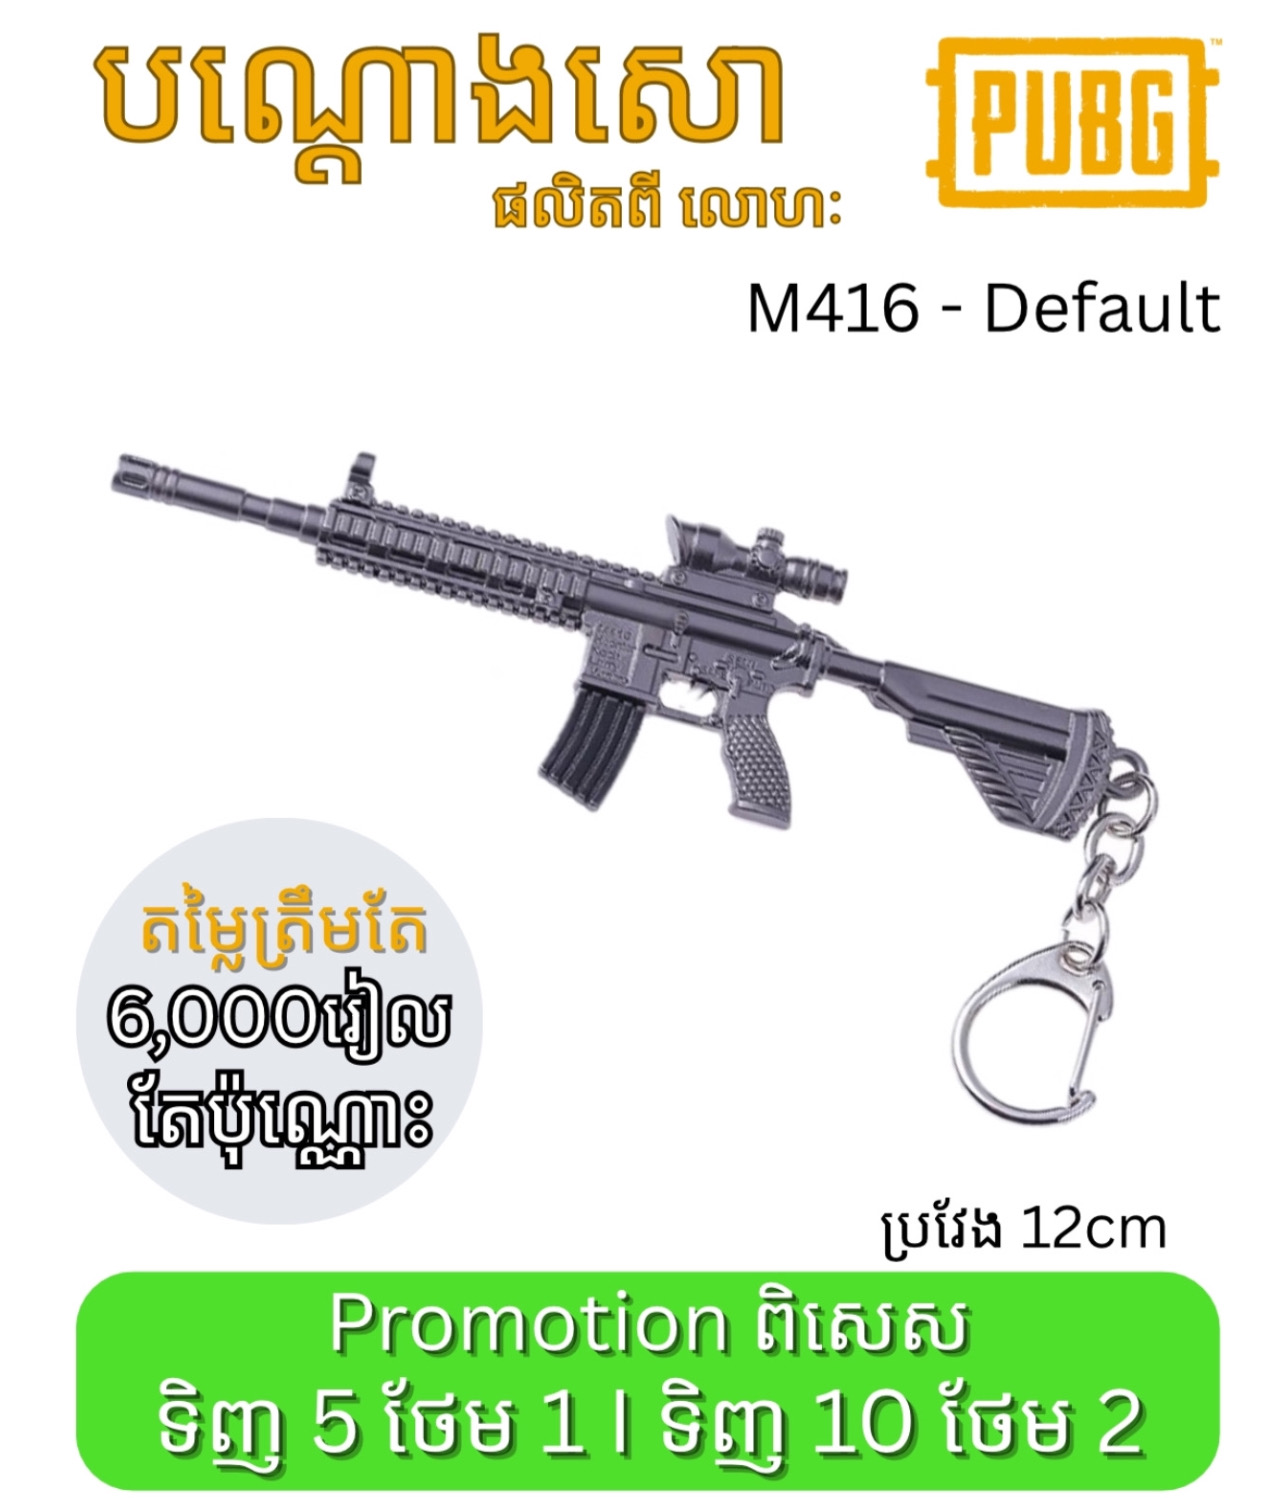 បណ្ដោងសោ
PUBG™
ផលិតពី លោហៈ
M416 - Default
តម្លៃត្រឹមតែ
6,000រៀល
តែប៉ុណ្ណោះ
ប្រវែង 12cm
Promotion ពិសេស
ទិញ 5 ថែម 1 | ទិញ 10 ថែម 2